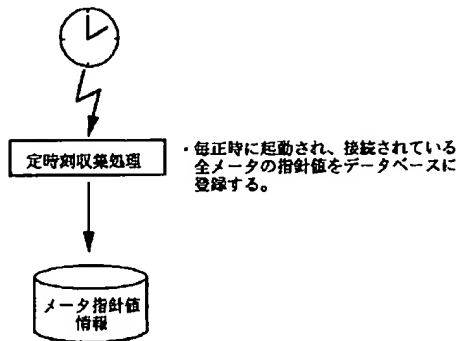 定時刻収集処理
・毎正時に起動され、接続されている
全メータの指針値をデータベースに
登録する。
メータ指針値
情報